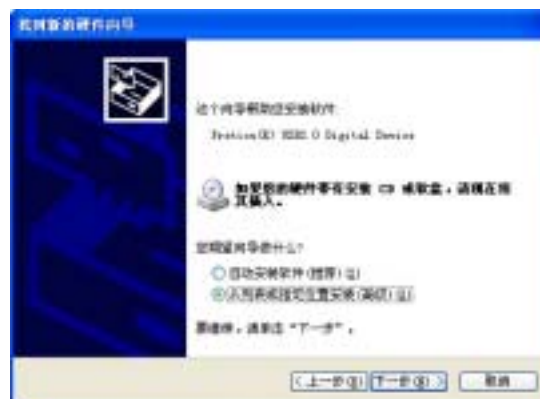 找到新的硬件向导
这个向导帮助您安装软件:
USB2.0 Digital Device
如果您的硬件带有安装 CD 或软盘，请现在将
其插入。
您期望向导做什么?
自动安装软件(推荐)(I)
从列表或指定位置安装(高级)(S)
要继续，请单击“下一步”。
< 上一步(B) 下一步(N) > 取消